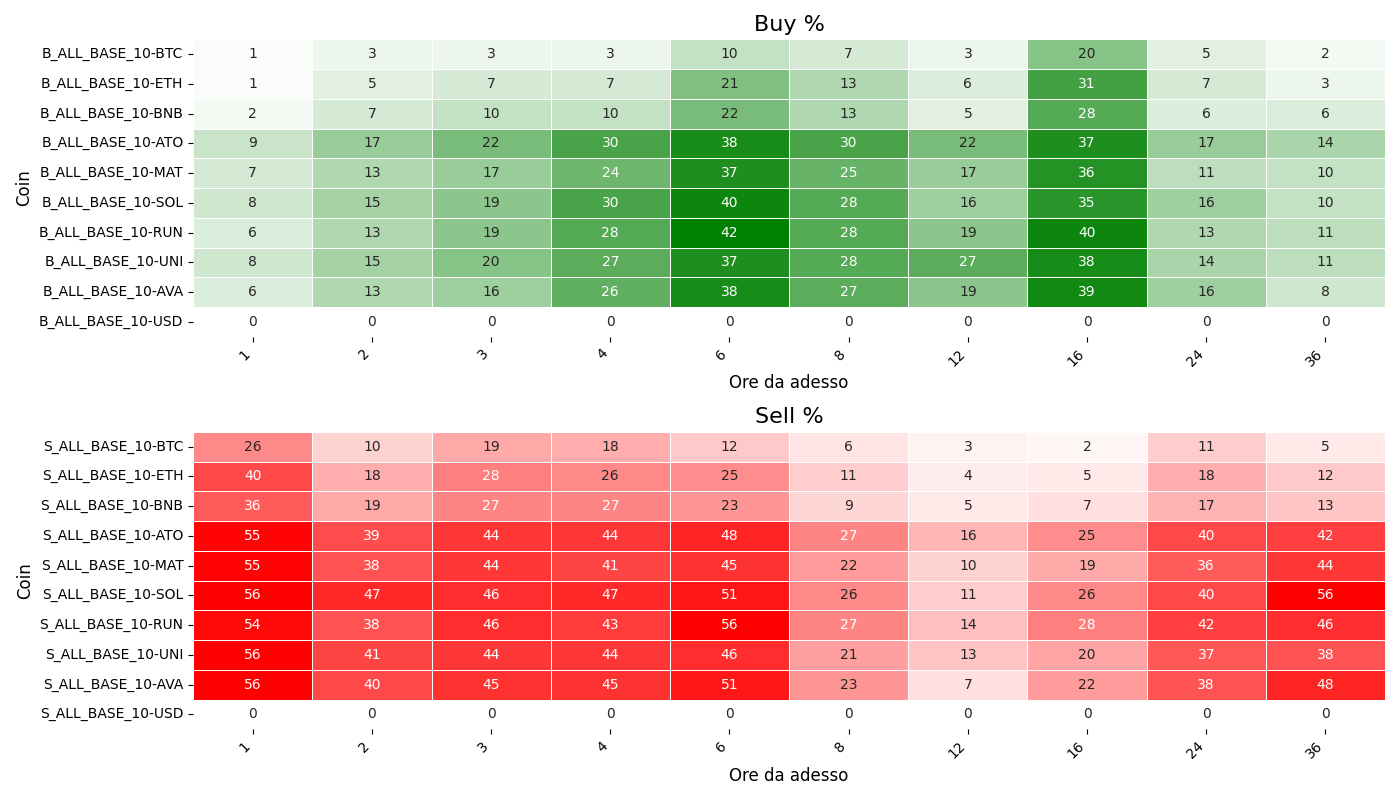 Buy %
Coin
B_ALL_BASE_10-BTC 1 3 3 3 10 7 3 20 5 2
B_ALL_BASE_10-ETH 1 5 7 7 21 13 6 31 7 3
B_ALL_BASE_10-BNB 2 7 10 10 22 13 5 28 6 6
B_ALL_BASE_10-ATO 9 17 22 30 38 30 22 37 17 14
B_ALL_BASE_10-MAT 7 13 17 24 37 25 17 36 11 10
B_ALL_BASE_10-SOL 8 15 19 30 40 28 16 35 16 10
B_ALL_BASE_10-RUN 6 13 19 28 42 28 19 40 13 11
B_ALL_BASE_10-UNI 8 15 20 27 37 28 27 38 14 11
B_ALL_BASE_10-AVA 6 13 16 26 38 27 19 39 16 8
B_ALL_BASE_10-USD 0 0 0 0 0 0 0 0 0 0
1 2 3 4 6 8 12 16 24 36
Ore da adesso
Sell %
Coin
S_ALL_BASE_10-BTC 26 10 19 18 12 6 3 2 11 5
S_ALL_BASE_10-ETH 40 18 28 26 25 11 4 5 18 12
S_ALL_BASE_10-BNB 36 19 27 27 23 9 5 7 17 13
S_ALL_BASE_10-ATO 55 39 44 44 48 27 16 25 40 42
S_ALL_BASE_10-MAT 55 38 44 41 45 22 10 19 36 44
S_ALL_BASE_10-SOL 56 47 46 47 51 26 11 26 40 56
S_ALL_BASE_10-RUN 54 38 46 43 56 27 14 28 42 46
S_ALL_BASE_10-UNI 56 41 44 44 46 21 13 20 37 38
S_ALL_BASE_10-AVA 56 40 45 45 51 23 7 22 38 48
S_ALL_BASE_10-USD 0 0 0 0 0 0 0 0 0 0
1 2 3 4 6 8 12 16 24 36
Ore da adesso